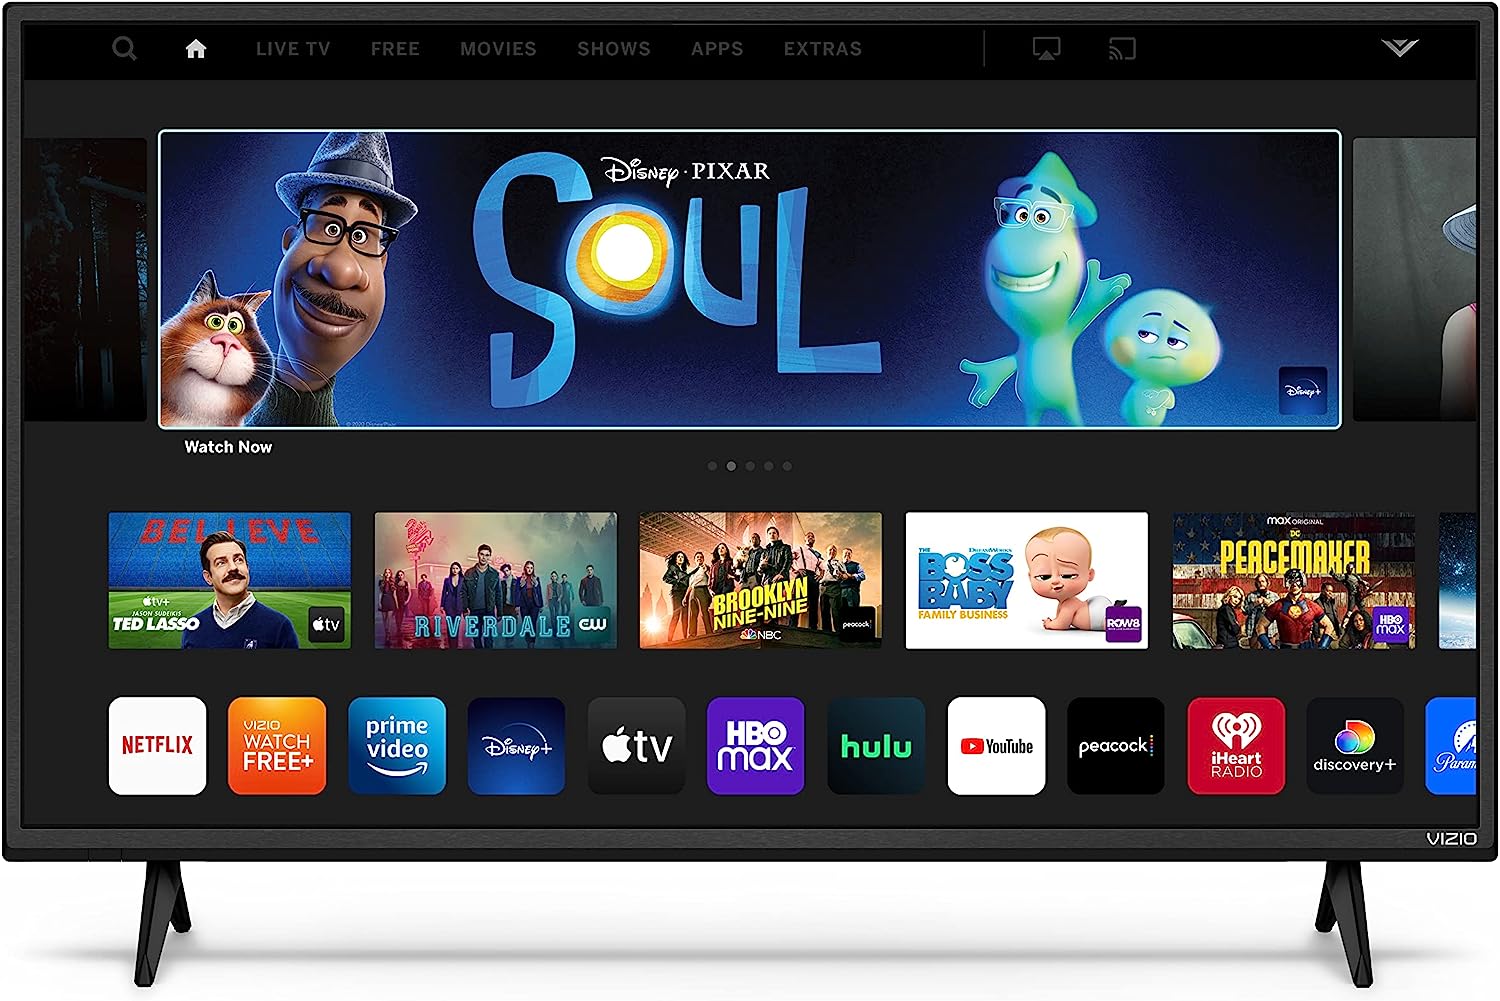 LIVE TV FREE MOVIES SHOWS APPS EXTRAS
Disney · PIXAR
SOUL
Disney+
Watch Now
BELIEVE
tv+
JASON SUDEIKIS
TED LASSO
tv
RIVERDALE
CW
BROOKLYN
NINE-NINE
NBC
peacock
THE
DREAMWORKS
BOSS
BABY
FAMILY BUSINESS
ROW8
max ORIGINAL
DC
PEACEMAKER
HBO
max
NETFLIX
VIZIO
WATCH
FREE+
prime
video
Disney+
tv
HBO
max
hulu
YouTube
peacock
iHeart
RADIO
discovery+
Param
VIZIO